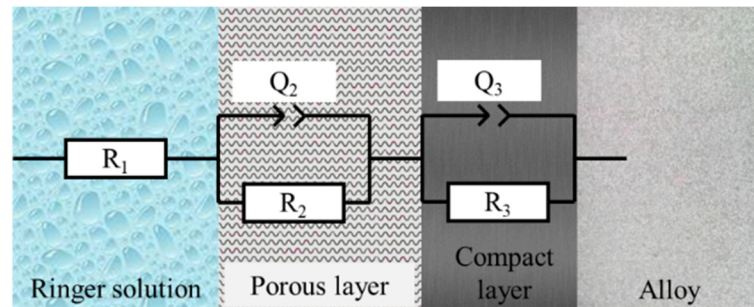 Q₂
Q₃
R₁
R₂
R₃
Ringer solution
Porous layer
Compact
layer
Alloy